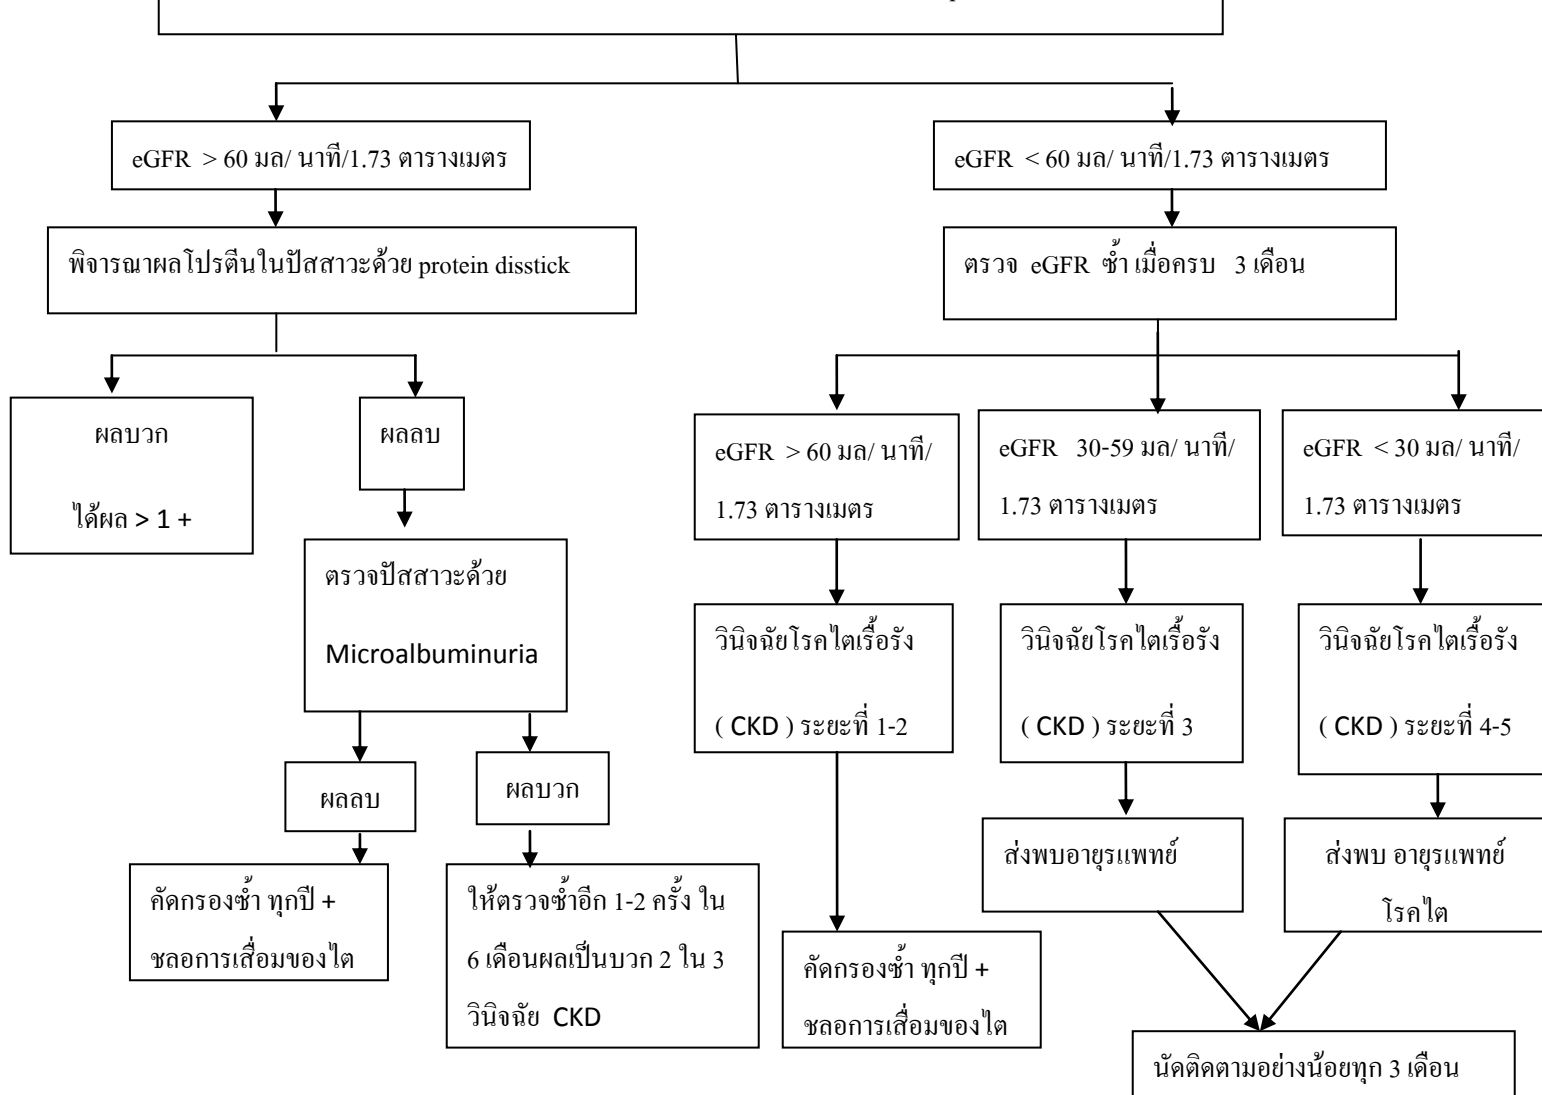 eGFR > 60 มล/ นาที/1.73 ตารางเมตร
eGFR < 60 มล/ นาที/1.73 ตารางเมตร
พิจารณาผลโปรตีนในปัสสาวะด้วย protein disstick
ตรวจ eGFR ซ้ำ เมื่อครบ 3 เดือน
ผลบวก
ได้ผล > 1 +
ผลลบ
eGFR > 60 มล/ นาที/
1.73 ตารางเมตร
eGFR 30-59 มล/ นาที/
1.73 ตารางเมตร
eGFR < 30 มล/ นาที/
1.73 ตารางเมตร
ตรวจปัสสาวะด้วย
Microalbuminuria
วินิจฉัยโรคไตเรื้อรัง
( CKD ) ระยะที่ 1-2
วินิจฉัยโรคไตเรื้อรัง
( CKD ) ระยะที่ 3
วินิจฉัยโรคไตเรื้อรัง
( CKD ) ระยะที่ 4-5
ผลลบ
ผลบวก
คัดกรองซ้ำ ทุกปี +
ชลอการเสื่อมของไต
ให้ตรวจซ้ำอีก 1-2 ครั้ง ใน
6 เดือนผลเป็นบวก 2 ใน 3
วินิจฉัย CKD
คัดกรองซ้ำ ทุกปี +
ชลอการเสื่อมของไต
ส่งพบอายุรแพทย์
ส่งพบ อายุรแพทย์
โรคไต
นัดติดตามอย่างน้อยทุก 3 เดือน